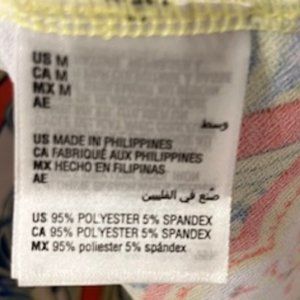 US M
CA M
MX M
AE
وسط
US MADE IN PHILIPPINES
CA FABRIQUÉ AUX PHILIPPINES
MX HECHO EN FILIPINAS
AE
صنع في الفلبين
US 95% POLYESTER 5% SPANDEX
CA 95% POLYESTER 5% SPANDEX
MX 95% poliester 5% spándex